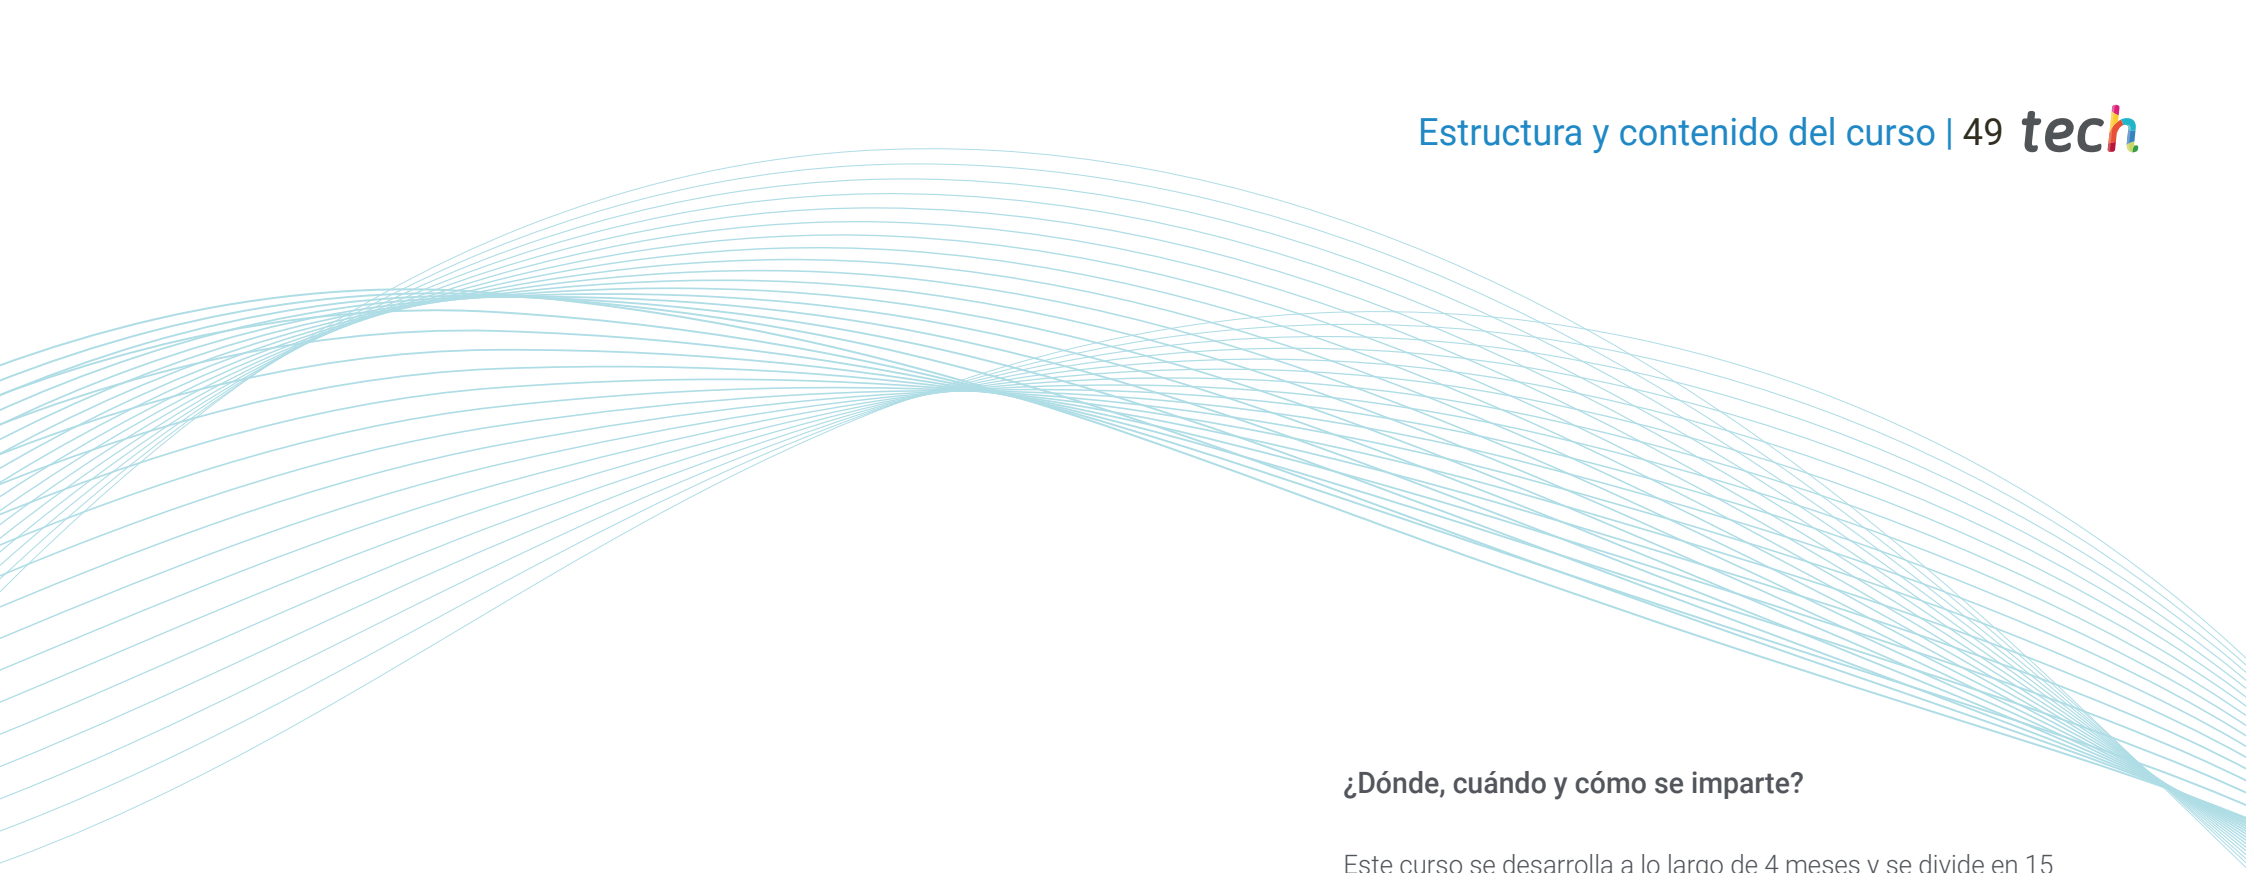 Estructura y contenido del curso | 49 tech
¿Dónde, cuándo y cómo se imparte?
Este curso se desarrolla a lo largo de 4 meses y se divide en 15